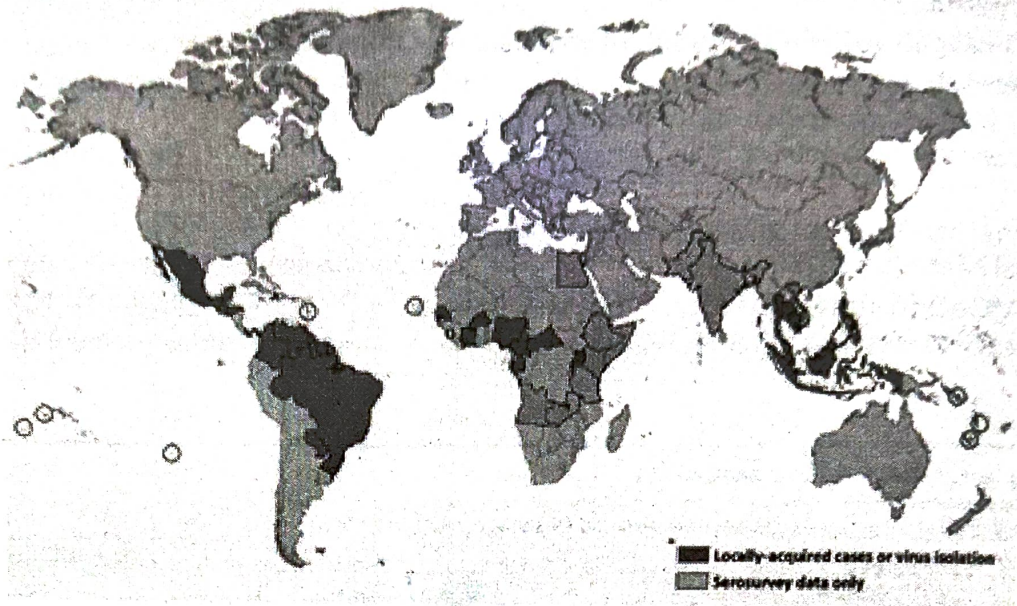 Locally-acquired cases or virus isolation
Serosurvey data only